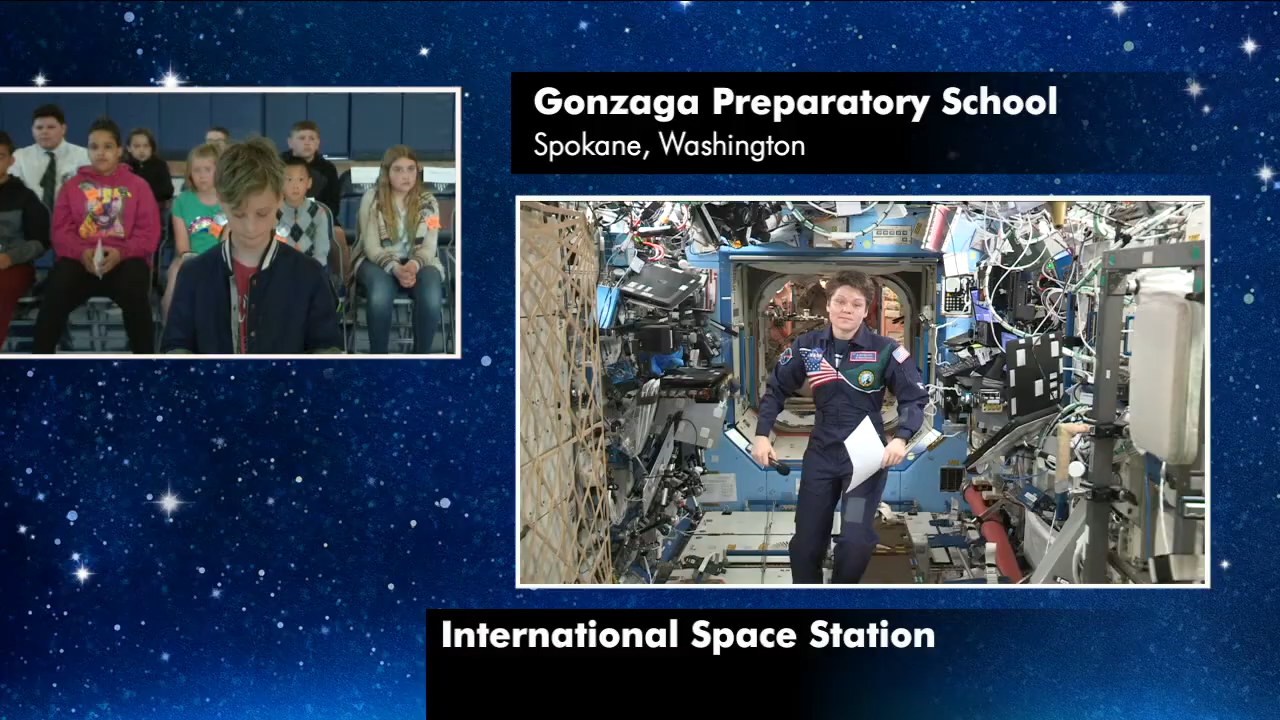 Gonzaga Preparatory School
Spokane, Washington
International Space Station